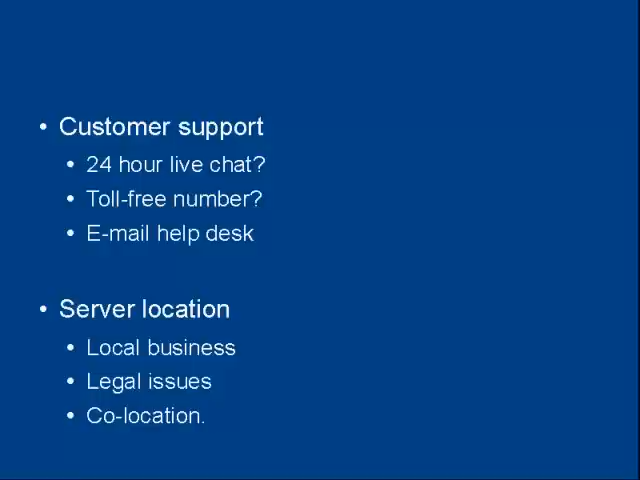 • Customer support
• 24 hour live chat?
• Toll-free number?
• E-mail help desk
• Server location
• Local business
• Legal issues
• Co-location.